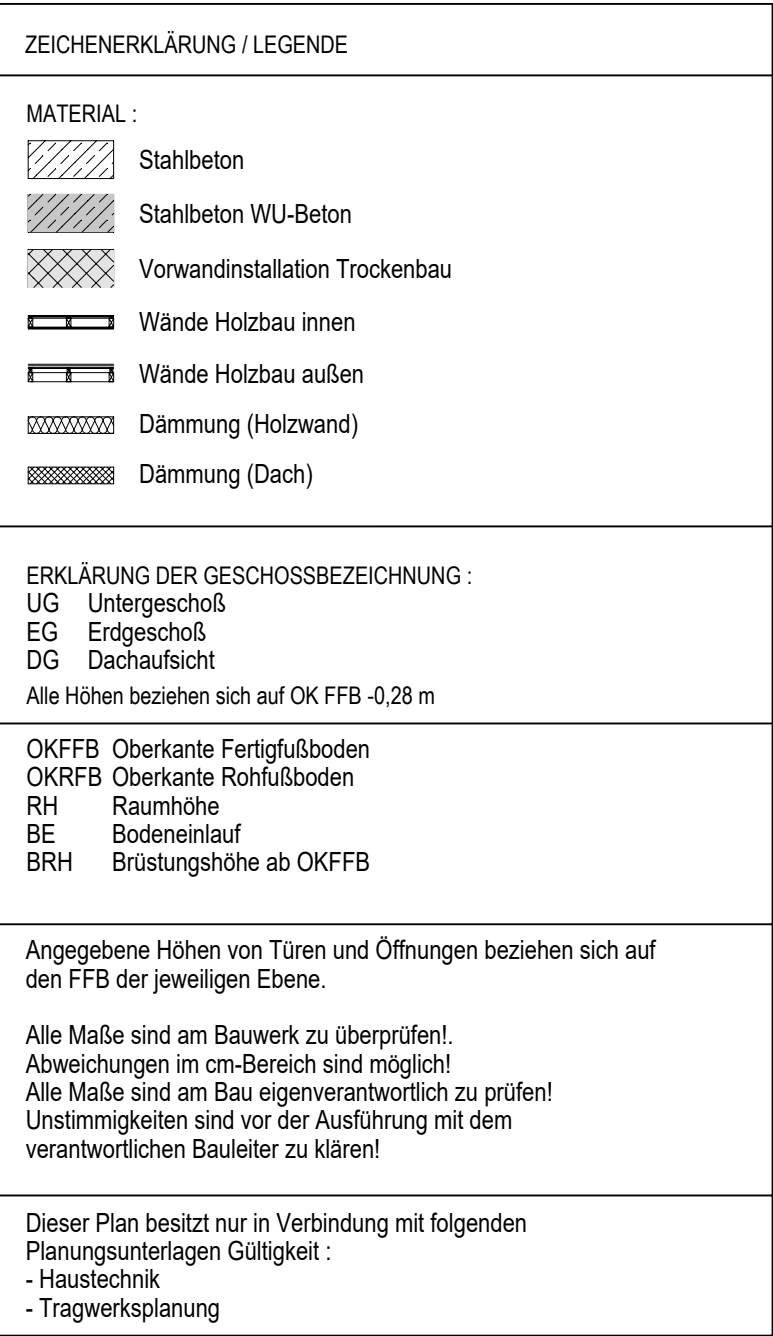 ZEICHENERKLÄRUNG / LEGENDE
MATERIAL :
Stahlbeton
Stahlbeton WU-Beton
Vorwandinstallation Trockenbau
Wände Holzbau innen
Wände Holzbau außen
Dämmung (Holzwand)
Dämmung (Dach)
ERKLÄRUNG DER GESCHOSSBEZEICHNUNG :
UG Untergeschoß
EG Erdgeschoß
DG Dachaufsicht
Alle Höhen beziehen sich auf OK FFB -0,28 m
OKFFB Oberkante Fertigfußboden
OKRFB Oberkante Rohfußboden
RH Raumhöhe
BE Bodeneinlauf
BRH Brüstungshöhe ab OKFFB
Angegebene Höhen von Türen und Öffnungen beziehen sich auf
den FFB der jeweiligen Ebene.
Alle Maße sind am Bauwerk zu überprüfen!.
Abweichungen im cm-Bereich sind möglich!
Alle Maße sind am Bau eigenverantwortlich zu prüfen!
Unstimmigkeiten sind vor der Ausführung mit dem
verantwortlichen Bauleiter zu klären!
Dieser Plan besitzt nur in Verbindung mit folgenden
Planungsunterlagen Gültigkeit :
- Haustechnik
- Tragwerksplanung